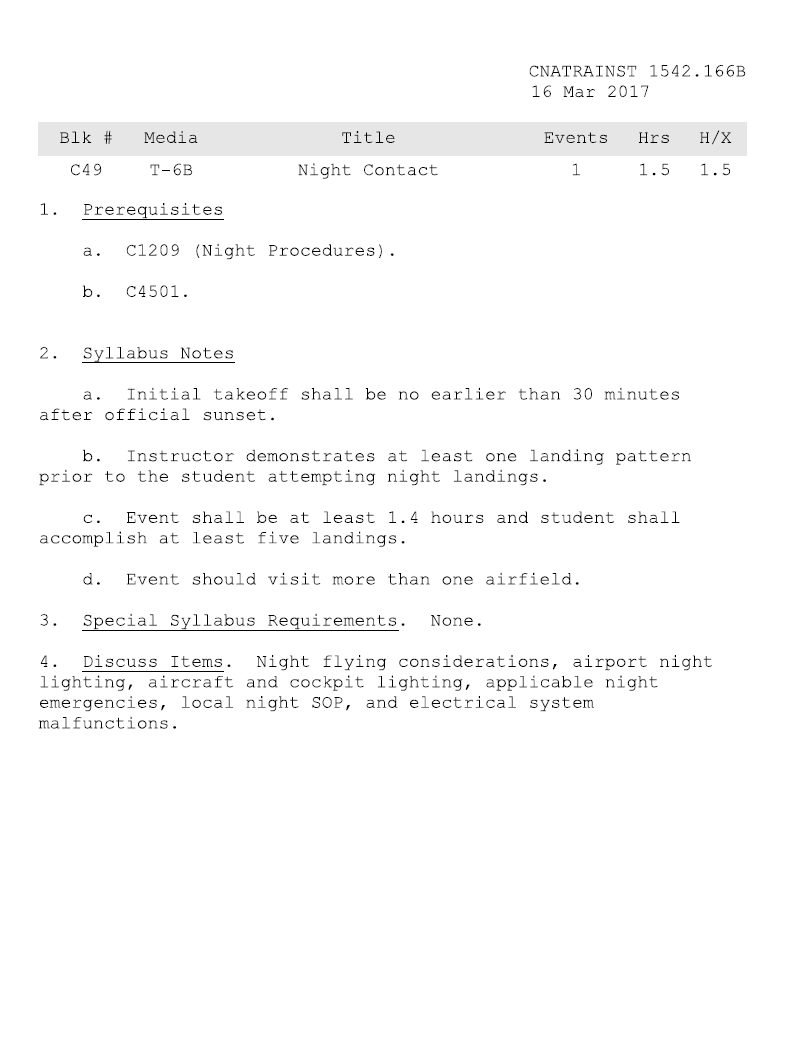 CNATRAINST 1542.166B
16 Mar 2017
Blk # Media Title Events Hrs H/X
C49 T-6B Night Contact 1 1.5 1.5
1. Prerequisites
a. C1209 (Night Procedures).
b. C4501.
2. Syllabus Notes
a. Initial takeoff shall be no earlier than 30 minutes
after official sunset.
b. Instructor demonstrates at least one landing pattern
prior to the student attempting night landings.
c. Event shall be at least 1.4 hours and student shall
accomplish at least five landings.
d. Event should visit more than one airfield.
3. Special Syllabus Requirements. None.
4. Discuss Items. Night flying considerations, airport night
lighting, aircraft and cockpit lighting, applicable night
emergencies, local night SOP, and electrical system
malfunctions.